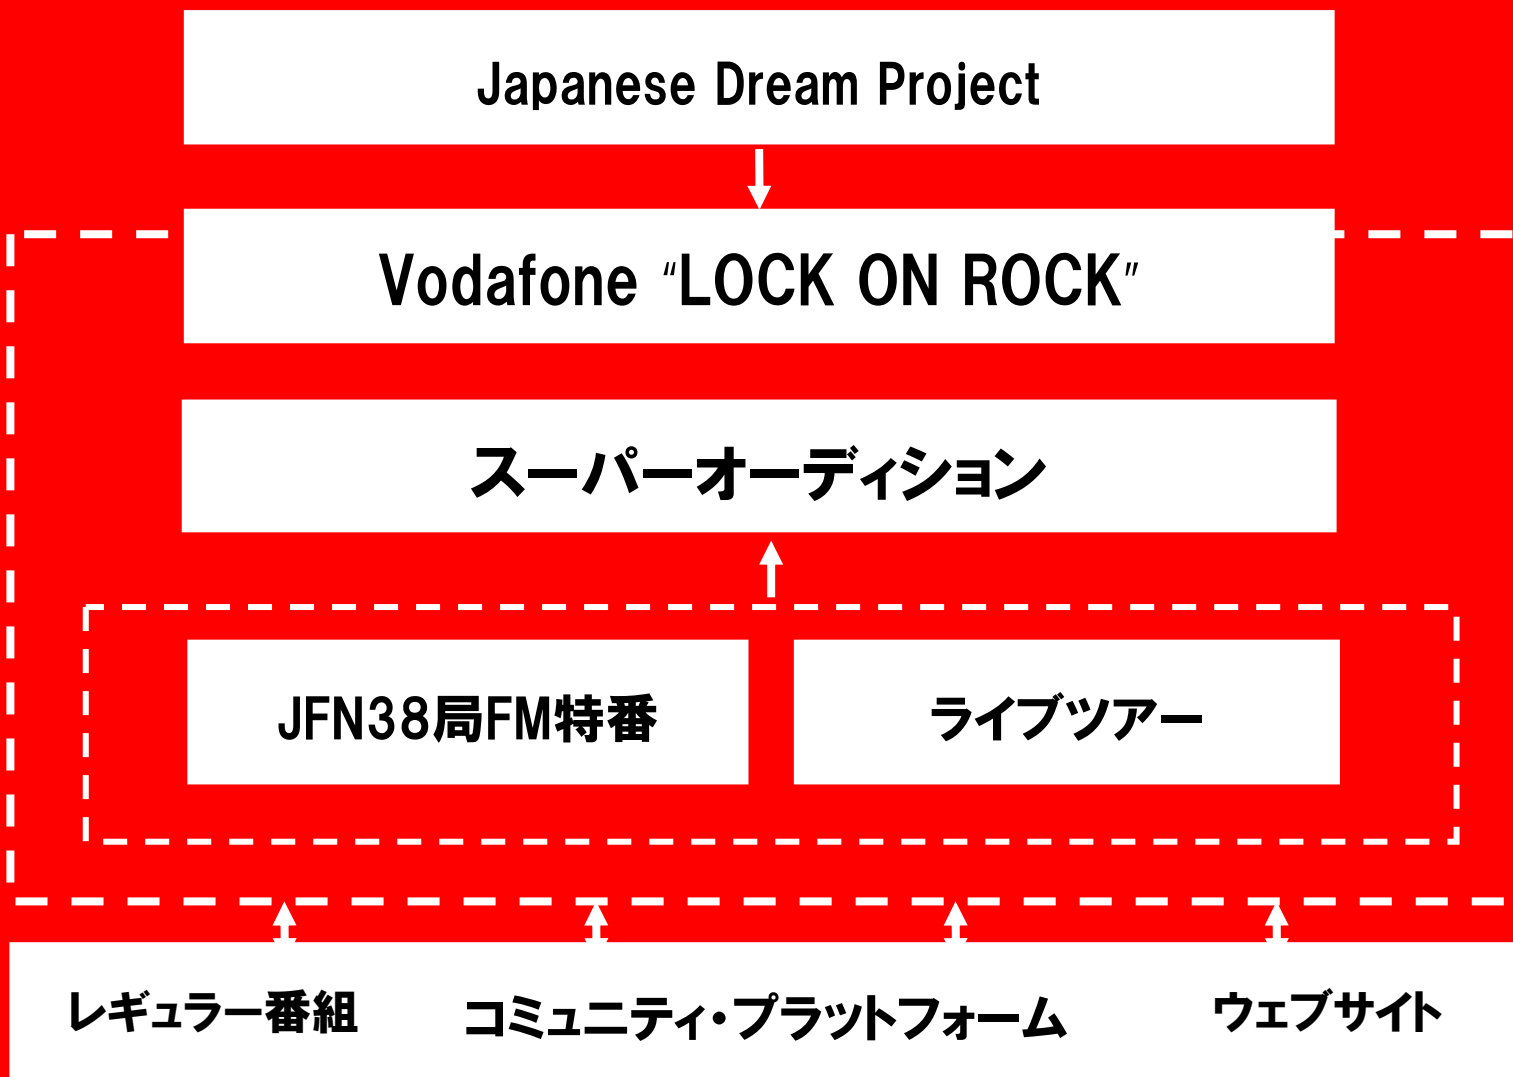 Japanese Dream Project
Vodafone “LOCK ON ROCK”
スーパーオーディション
JFN38局FM特番
ライブツアー
レギュラー番組
コミュニティ・プラットフォーム
ウェブサイト